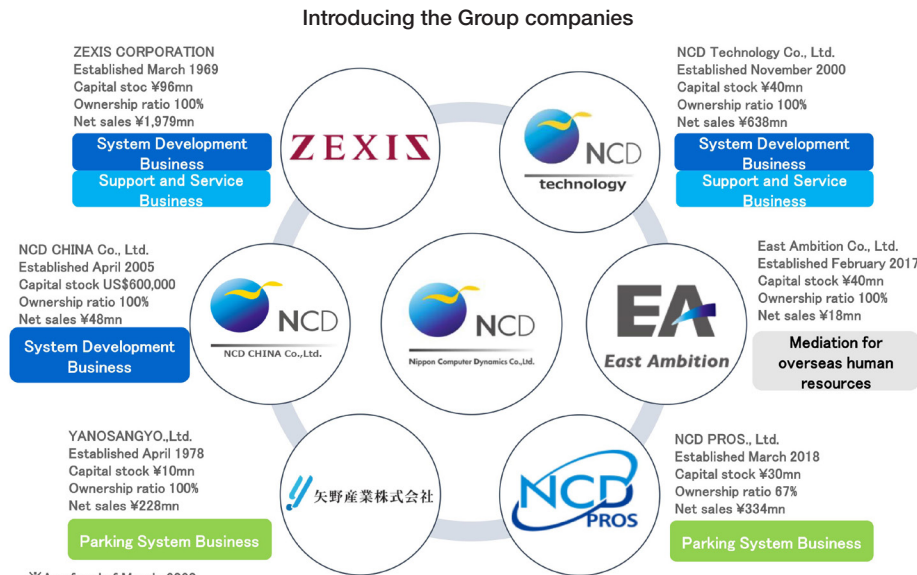 Introducing the Group companies
ZEXIS CORPORATION
Established March 1969
Capital stoc ¥96mn
Ownership ratio 100%
Net sales ¥1,979mn
System Development
Business
Support and Service
Business
ZEXIS
NCD
technology
NCD Technology Co., Ltd.
Established November 2000
Capital stock ¥40mn
Ownership ratio 100%
Net sales ¥638mn
System Development
Business
Support and Service
Business
NCD CHINA Co., Ltd.
Established April 2005
Capital stock US$600,000
Ownership ratio 100%
Net sales ¥48mn
System Development
Business
NCD
NCD CHINA Co.,Ltd.
NCD
Nippon Computer Dynamics Co.,Ltd.
EA
East Ambition
East Ambition Co., Ltd.
Established February 2017
Capital stock ¥40mn
Ownership ratio 100%
Net sales ¥18mn
Mediation for
overseas human
resources
YANOSANGYO.,Ltd.
Established April 1978
Capital stock ¥10mn
Ownership ratio 100%
Net sales ¥228mn
Parking System Business
矢野産業株式会社
NCD
PROS
NCD PROS., Ltd.
Established March 2018
Capital stock ¥30mn
Ownership ratio 67%
Net sales ¥334mn
Parking System Business